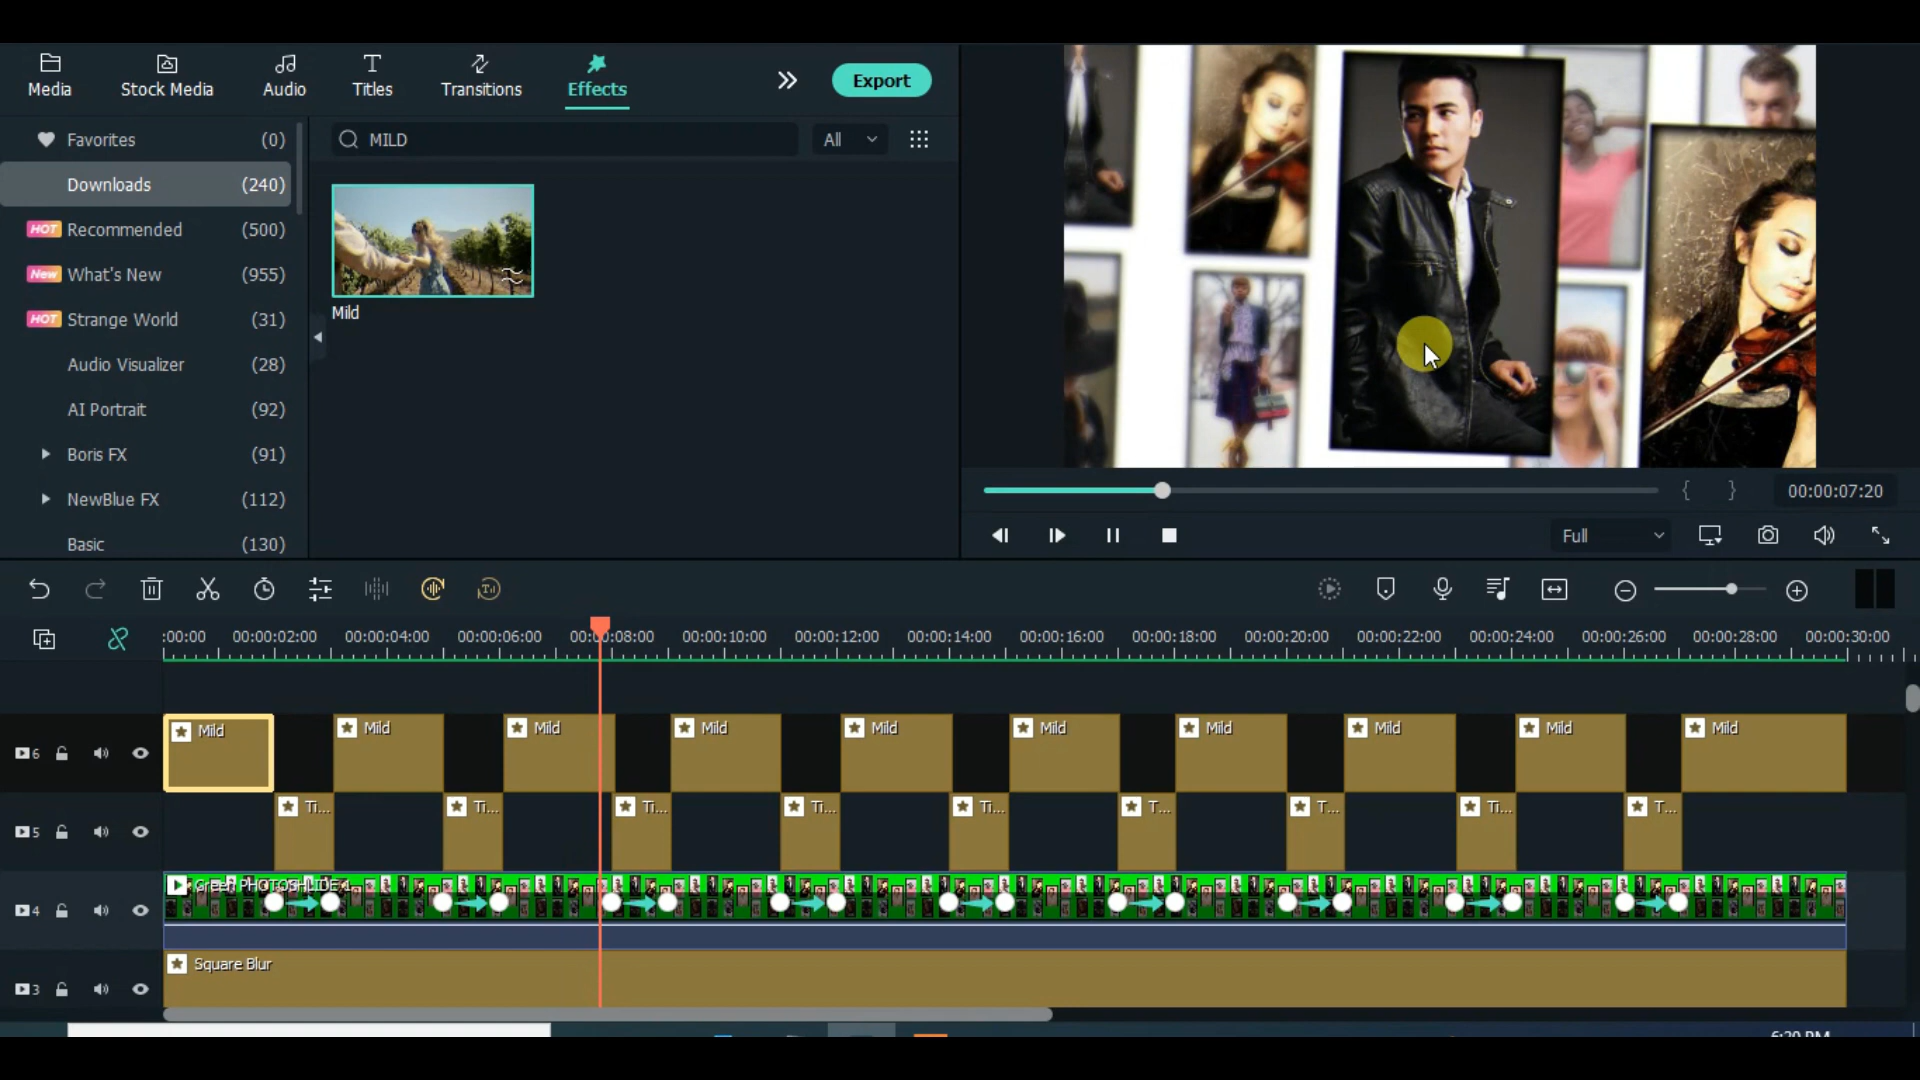 Media
Stock Media
Audio
Titles
Transitions
Effects
Export
Favorites (0)
Downloads (240)
HOT Recommended (500)
New What's New (955)
HOT Strange World (31)
Audio Visualizer (28)
AI Portrait (92)
Boris FX (91)
NewBlue FX (112)
Basic (130)
MILD
All
Mild
{ }
00:00:07:20
Full
:00:00 00:00:02:00 00:00:04:00 00:00:06:00 00:00:08:00 00:00:10:00 00:00:12:00 00:00:14:00 00:00:16:00 00:00:18:00 00:00:20:00 00:00:22:00 00:00:24:00 00:00:26:00 00:00:28:00 00:00:30:00
6
Mild Mild Mild Mild Mild Mild Mild Mild Mild Mild
5
Ti... Ti... Ti... Ti... Ti... T... T... Ti... T...
4
Green PHOTOSHLIDE 1
3
Square Blur